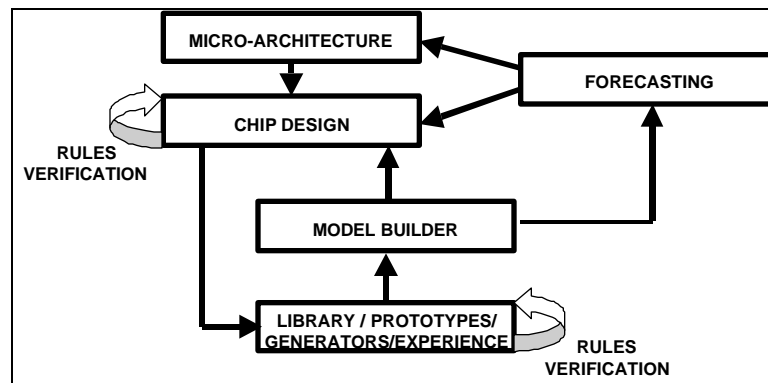 MICRO-ARCHITECTURE
FORECASTING
CHIP DESIGN
RULES
VERIFICATION
MODEL BUILDER
LIBRARY / PROTOTYPES/
GENERATORS/EXPERIENCE
RULES
VERIFICATION